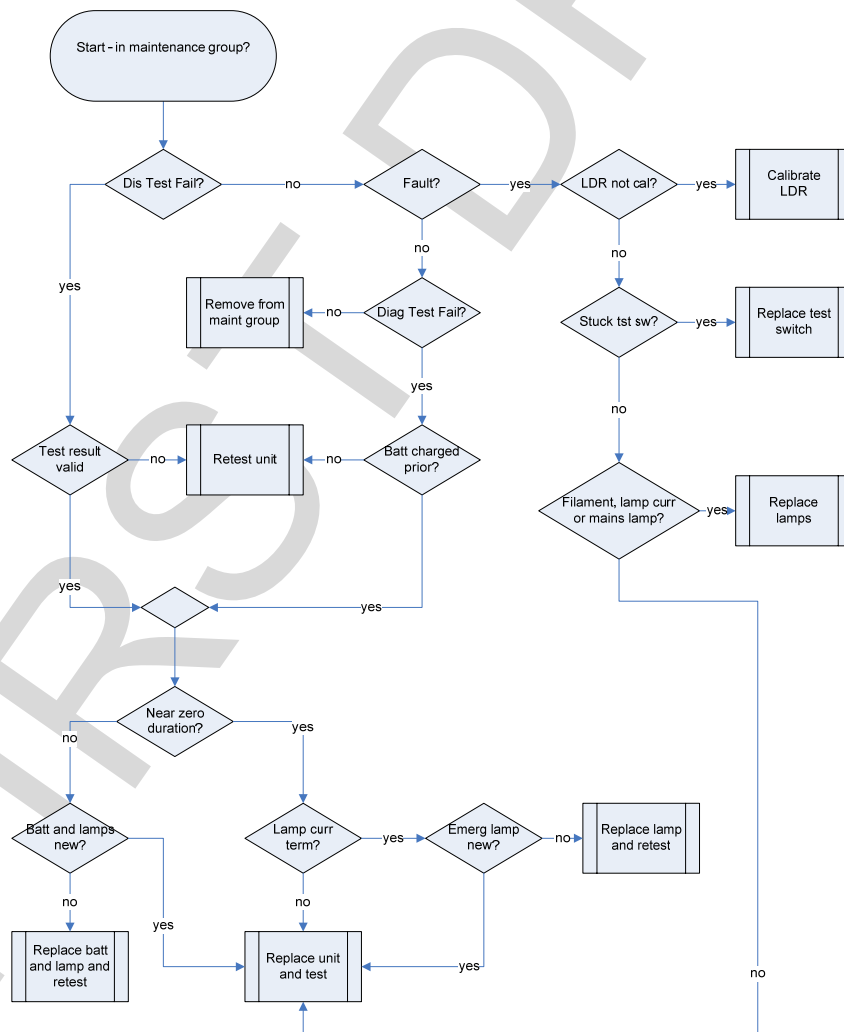 Start - in maintenance group?
Dis Test Fail?
no
Fault?
yes
LDR not cal?
yes
Calibrate
LDR
yes
no
no
Remove from
maint group
no
Diag Test Fail?
Stuck tst sw?
yes
Replace test
switch
yes
no
Test result
valid
no
Retest unit
no
Batt charged
prior?
Filament, lamp curr
or mains lamp?
yes
Replace
lamps
yes
yes
Near zero
duration?
no
yes
Batt and lamps
new?
Lamp curr
term?
yes
Emerg lamp
new?
no
Replace lamp
and retest
no
yes
no
Replace batt
and lamp and
retest
Replace unit
and test
yes
no
IRST DR